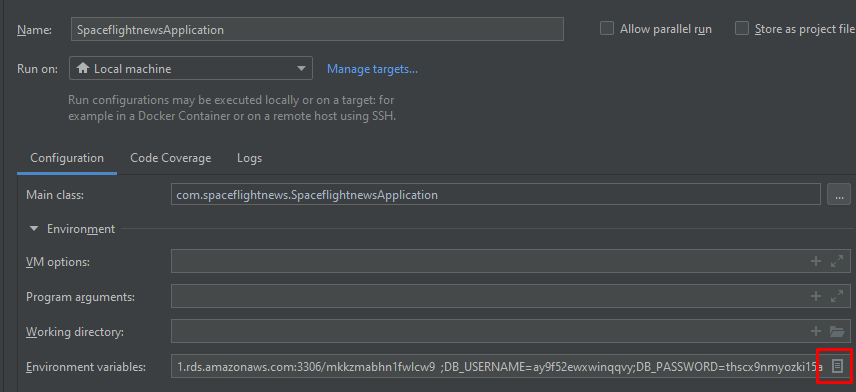 Name: SpaceflightnewsApplication Allow parallel run Store as project file
Run on: Local machine Manage targets...
Run configurations may be executed locally or on a target: for
example in a Docker Container or on a remote host using SSH.
Configuration Code Coverage Logs
Main class: com.spaceflightnews.SpaceflightnewsApplication ...
Environment
VM options:
Program arguments:
Working directory:
Environment variables: 1.rds.amazonaws.com:3306/mkkzmabhn1fwlcw9 ;DB_USERNAME=ay9f52ewxwinqqvy;DB_PASSWORD=thscx9nmyozki15a